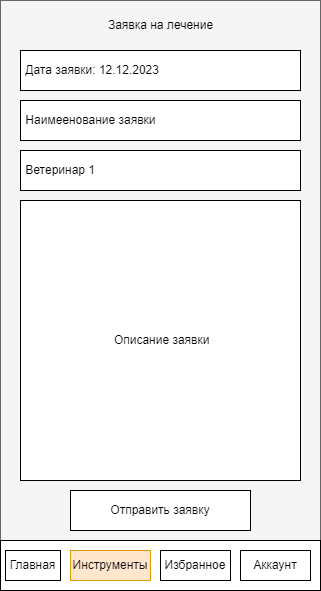 Заявка на лечение
Дата заявки: 12.12.2023
Наимеенование заявки
Ветеринар 1
Описание заявки
Отправить заявку
Главная
Инструменты
Избранное
Аккаунт